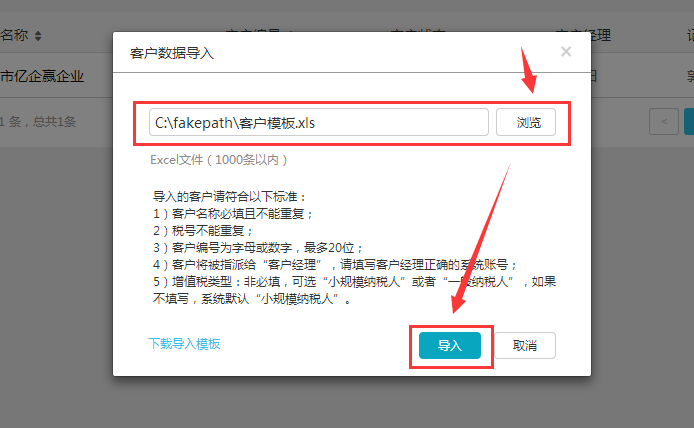 名称
经理
客户数据导入
×
市亿企赢企业
C:\fakepath\客户模板.xls
浏览
1 条，总共1条
<
Excel文件（1000条以内）
导入的客户请符合以下标准：
1）客户名称必填且不能重复；
2）税号不能重复；
3）客户编号为字母或数字，最多20位；
4）客户将被指派给“客户经理”，请填写客户经理正确的系统账号；
5）增值税类型：非必填，可选“小规模纳税人”或者“一般纳税人”，如果
不填写，系统默认“小规模纳税人”。
下载导入模板
导入
取消